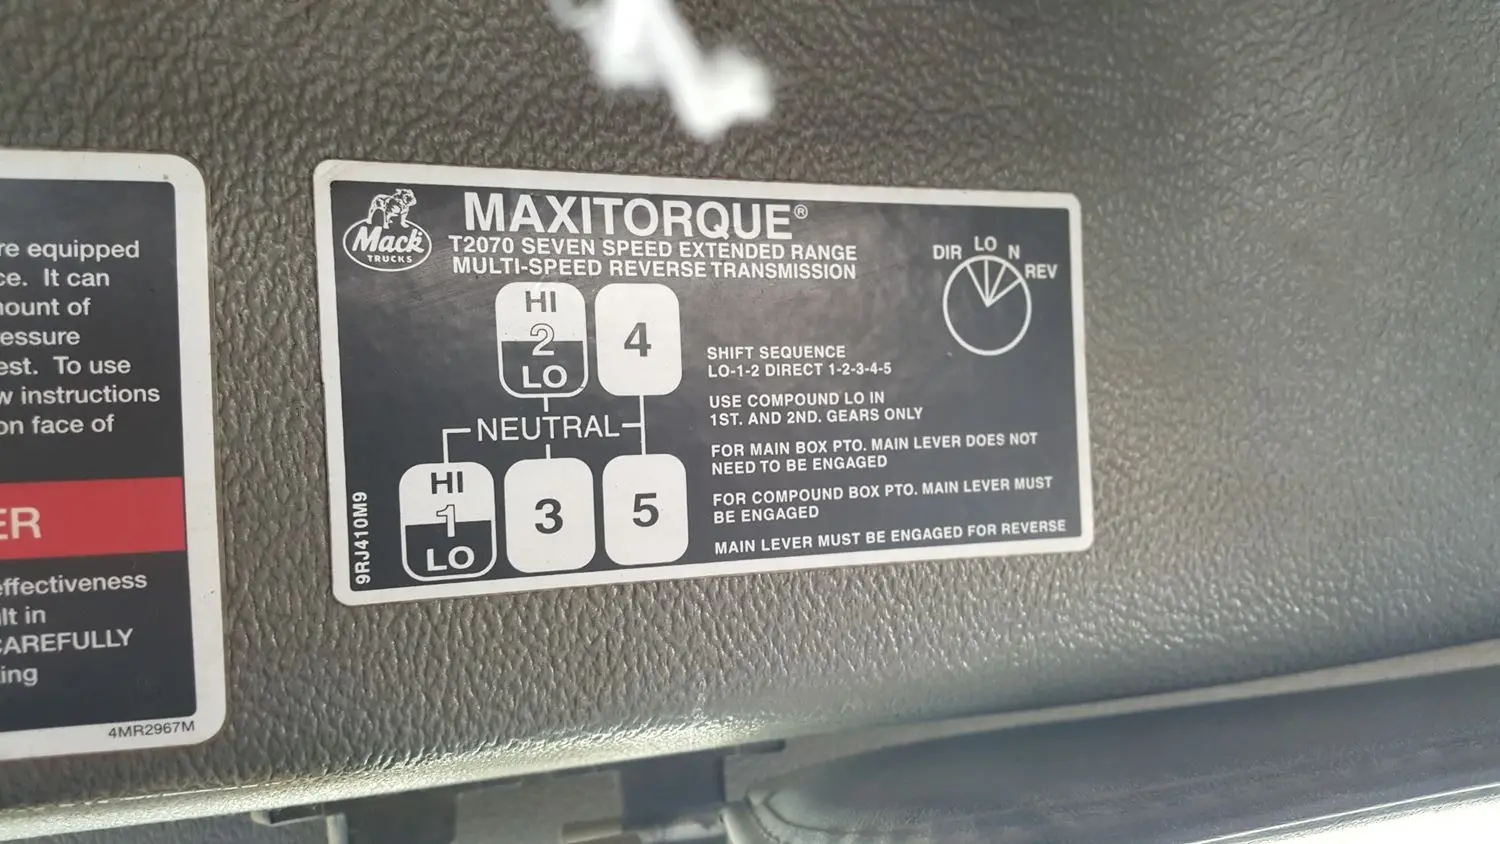 re equipped
ce. It can
nount of
essure
est. To use
w instructions
on face of
ER
effectiveness
ilt in
CAREFULLY
ing
4MR2967M
Mack
TRUCKS
MAXITORQUE®
T2070 SEVEN SPEED EXTENDED RANGE
MULTI-SPEED REVERSE TRANSMISSION
DIR LO N REV
HI
2
LO
4
NEUTRAL
HI
1
LO
3
5
SHIFT SEQUENCE
LO-1-2 DIRECT 1-2-3-4-5
USE COMPOUND LO IN
1ST. AND 2ND. GEARS ONLY
FOR MAIN BOX PTO. MAIN LEVER DOES NOT
NEED TO BE ENGAGED
FOR COMPOUND BOX PTO. MAIN LEVER MUST
BE ENGAGED
MAIN LEVER MUST BE ENGAGED FOR REVERSE
9RJ410M9